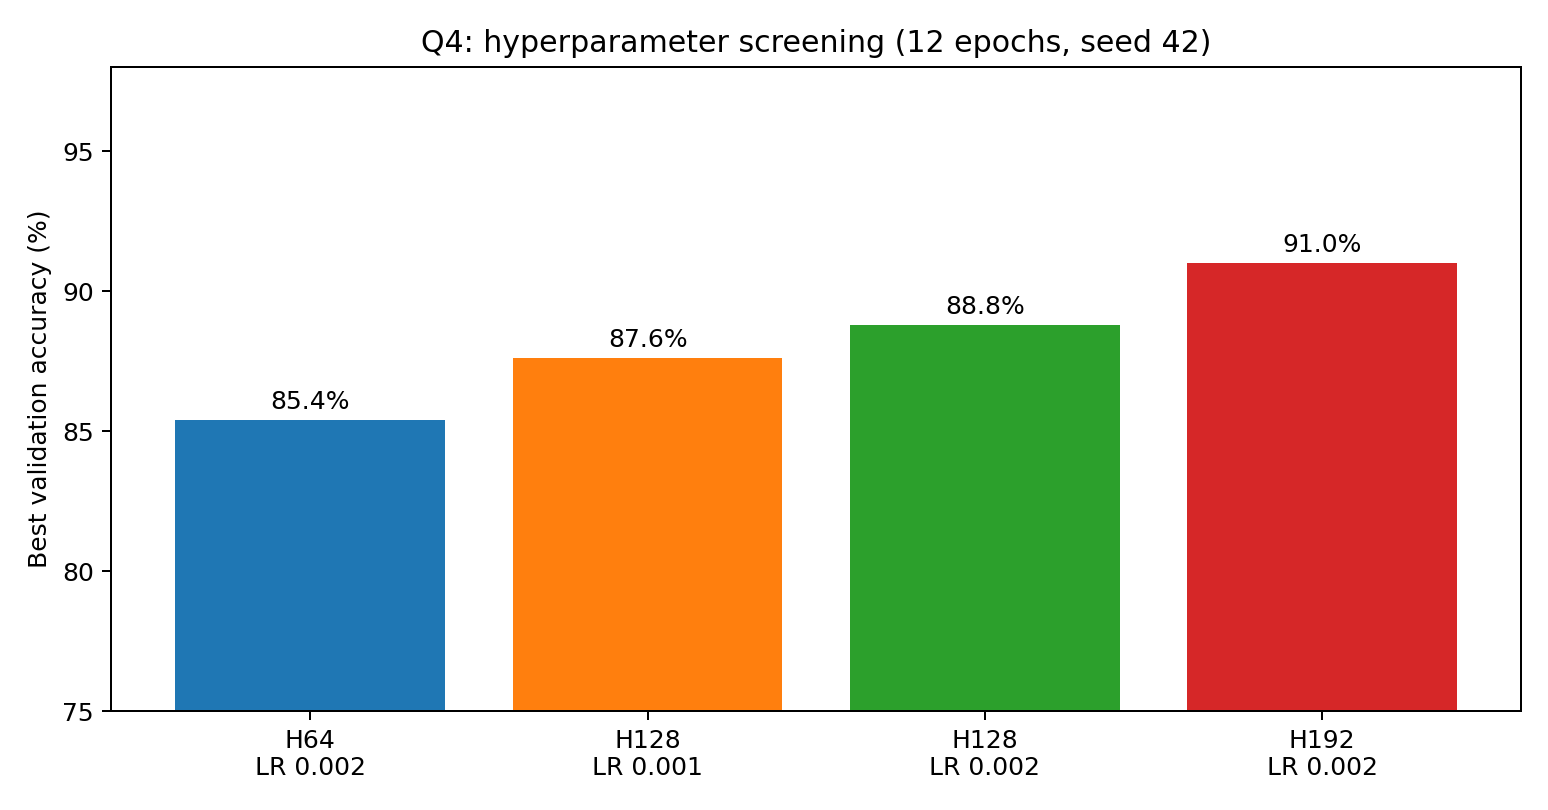 Q4: hyperparameter screening (12 epochs, seed 42)
Best validation accuracy (%)
95
90
85
80
75
85.4%
87.6%
88.8%
91.0%
H64
LR 0.002
H128
LR 0.001
H128
LR 0.002
H192
LR 0.002